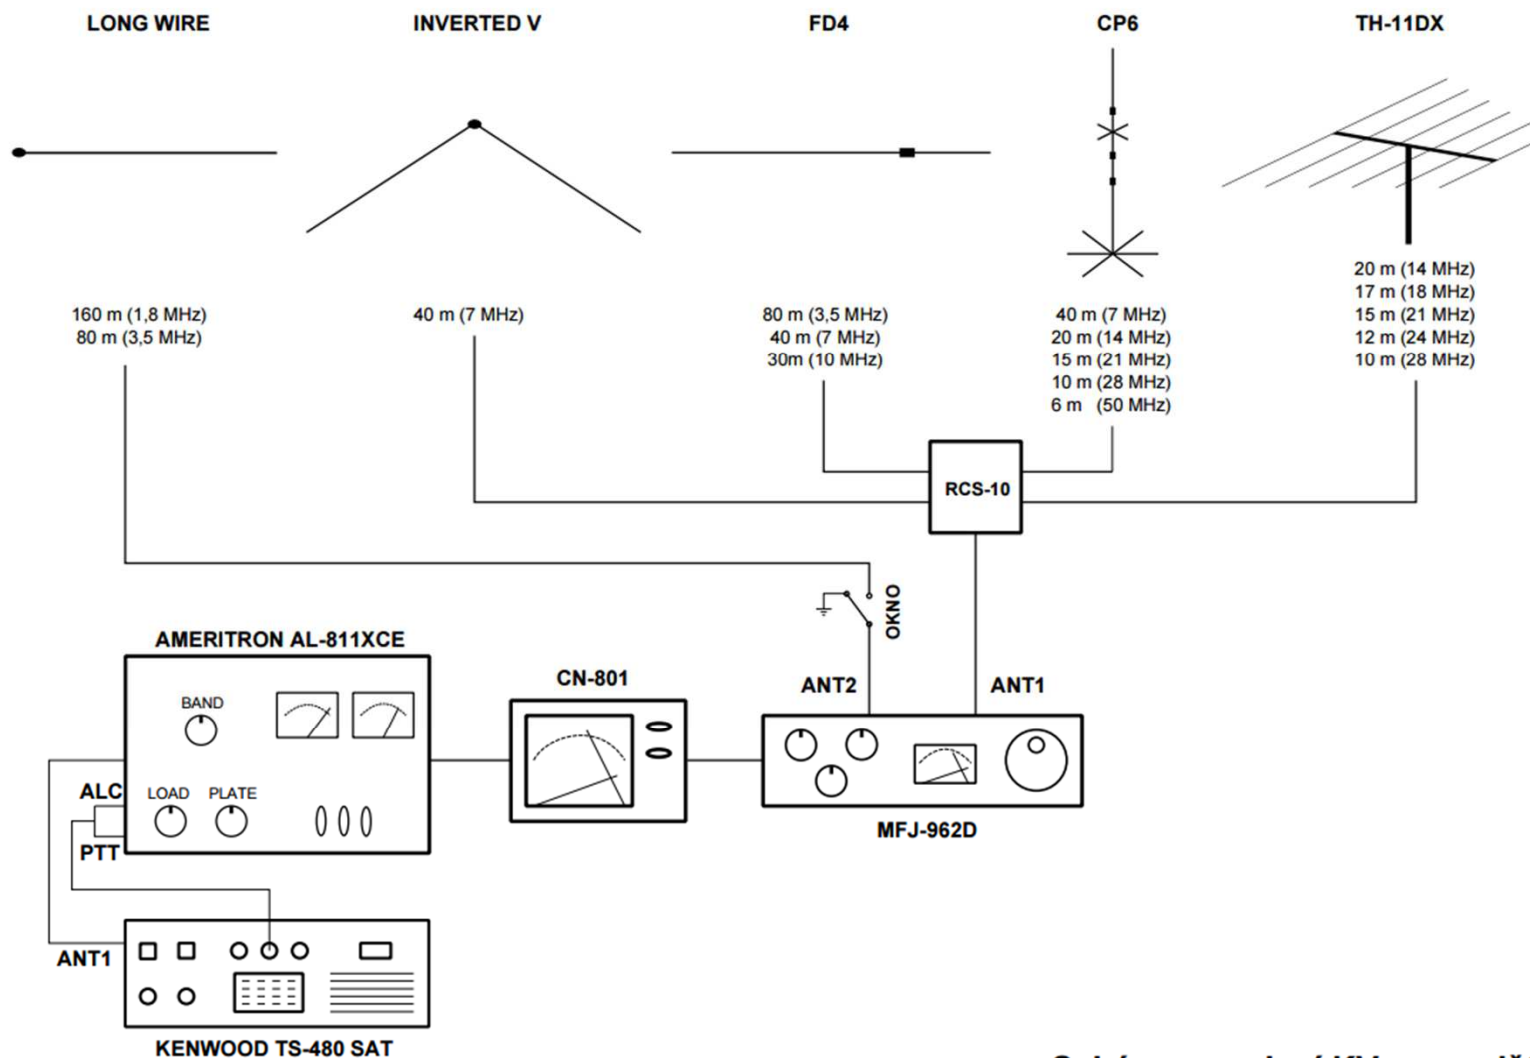 LONG WIRE
INVERTED V
FD4
CP6
TH-11DX
160 m (1,8 MHz)
80 m (3,5 MHz)
40 m (7 MHz)
80 m (3,5 MHz)
40 m (7 MHz)
30m (10 MHz)
40 m (7 MHz)
20 m (14 MHz)
15 m (21 MHz)
10 m (28 MHz)
6 m (50 MHz)
20 m (14 MHz)
17 m (18 MHz)
15 m (21 MHz)
12 m (24 MHz)
10 m (28 MHz)
RCS-10
OKNO
AMERITRON AL-811XCE
CN-801
ANT2
ANT1
BAND
ALC
LOAD PLATE
PTT
MFJ-962D
ANT1
KENWOOD TS-480 SAT